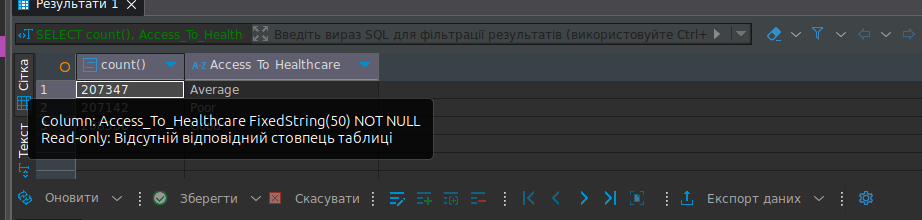 Результати 1
SELECT count(), Access_To_Health
Введіть вираз SQL для фільтрації результатів (використовуйте Ctrl+
Сітка
Текст
count()
A-Z Access_To_Healthcare
1 207347 Average
2 207142 Poor
Column: Access_To_Healthcare FixedString(50) NOT NULL
Read-only: Відсутній відповідний стовпець таблиці
Оновити
Зберегти
Скасувати
Експорт даних